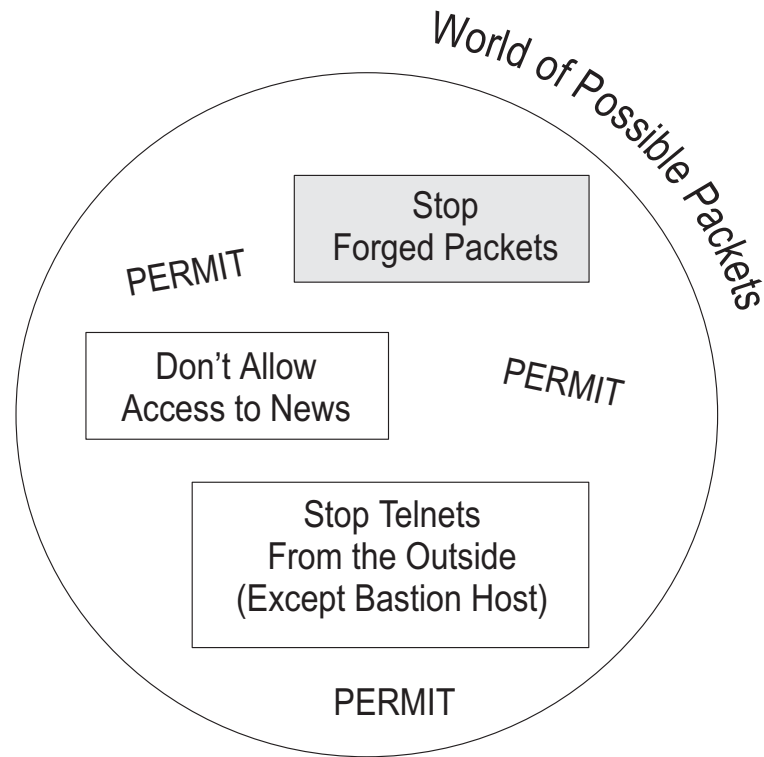 World of Possible Packets
Stop
Forged Packets
PERMIT
Don't Allow
Access to News
PERMIT
Stop Telnets
From the Outside
(Except Bastion Host)
PERMIT